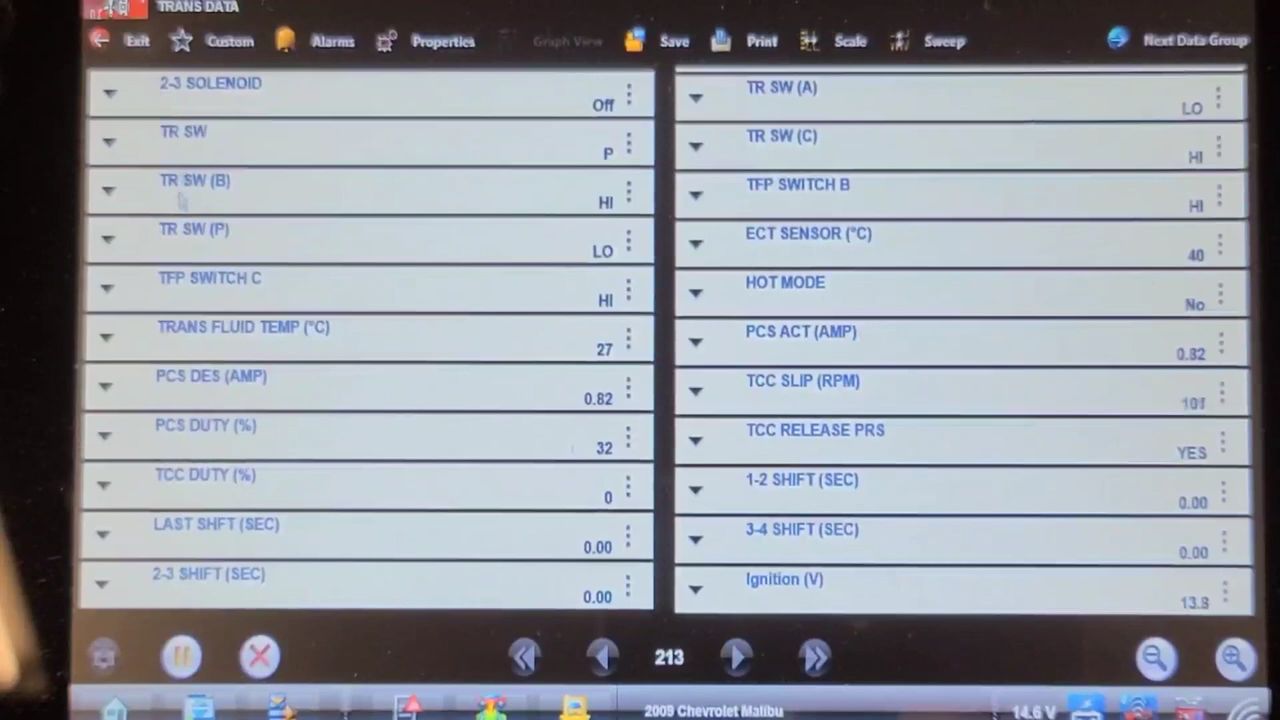 TRANS DATA
Exit Custom Alarms Properties Graph View Save Print Scale Sweep Next Data Group
2-3 SOLENOID
Off
TR SW
P
TR SW (B)
HI
TR SW (P)
LO
TFP SWITCH C
HI
TRANS FLUID TEMP (°C)
27
PCS DES (AMP)
0.82
PCS DUTY (%)
32
TCC DUTY (%)
0
LAST SHFT (SEC)
0.00
2-3 SHIFT (SEC)
0.00
TR SW (A)
LO
TR SW (C)
HI
TFP SWITCH B
HI
ECT SENSOR (°C)
40
HOT MODE
No
PCS ACT (AMP)
0.82
TCC SLIP (RPM)
TCC RELEASE PRS
YES
1-2 SHIFT (SEC)
0.00
3-4 SHIFT (SEC)
0.00
Ignition (V)
213
2009 Chevrolet Malibu
14.6 V